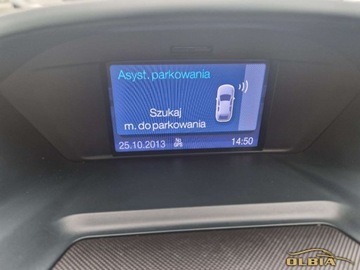 Asyst. parkowania
Szukaj
m. do parkowania
25.10.2013
14:50
OLBIA